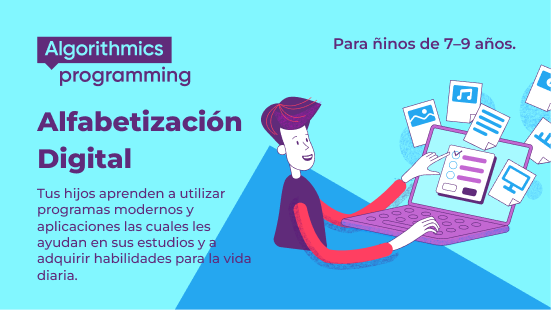 Algorithmics
programming
Para ñinos de 7–9 años.
Alfabetización
Digital
Tus hijos aprenden a utilizar
programas modernos y
aplicaciones las cuales les
ayudan en sus estudios y a
adquirir habilidades para la vida
diaria.